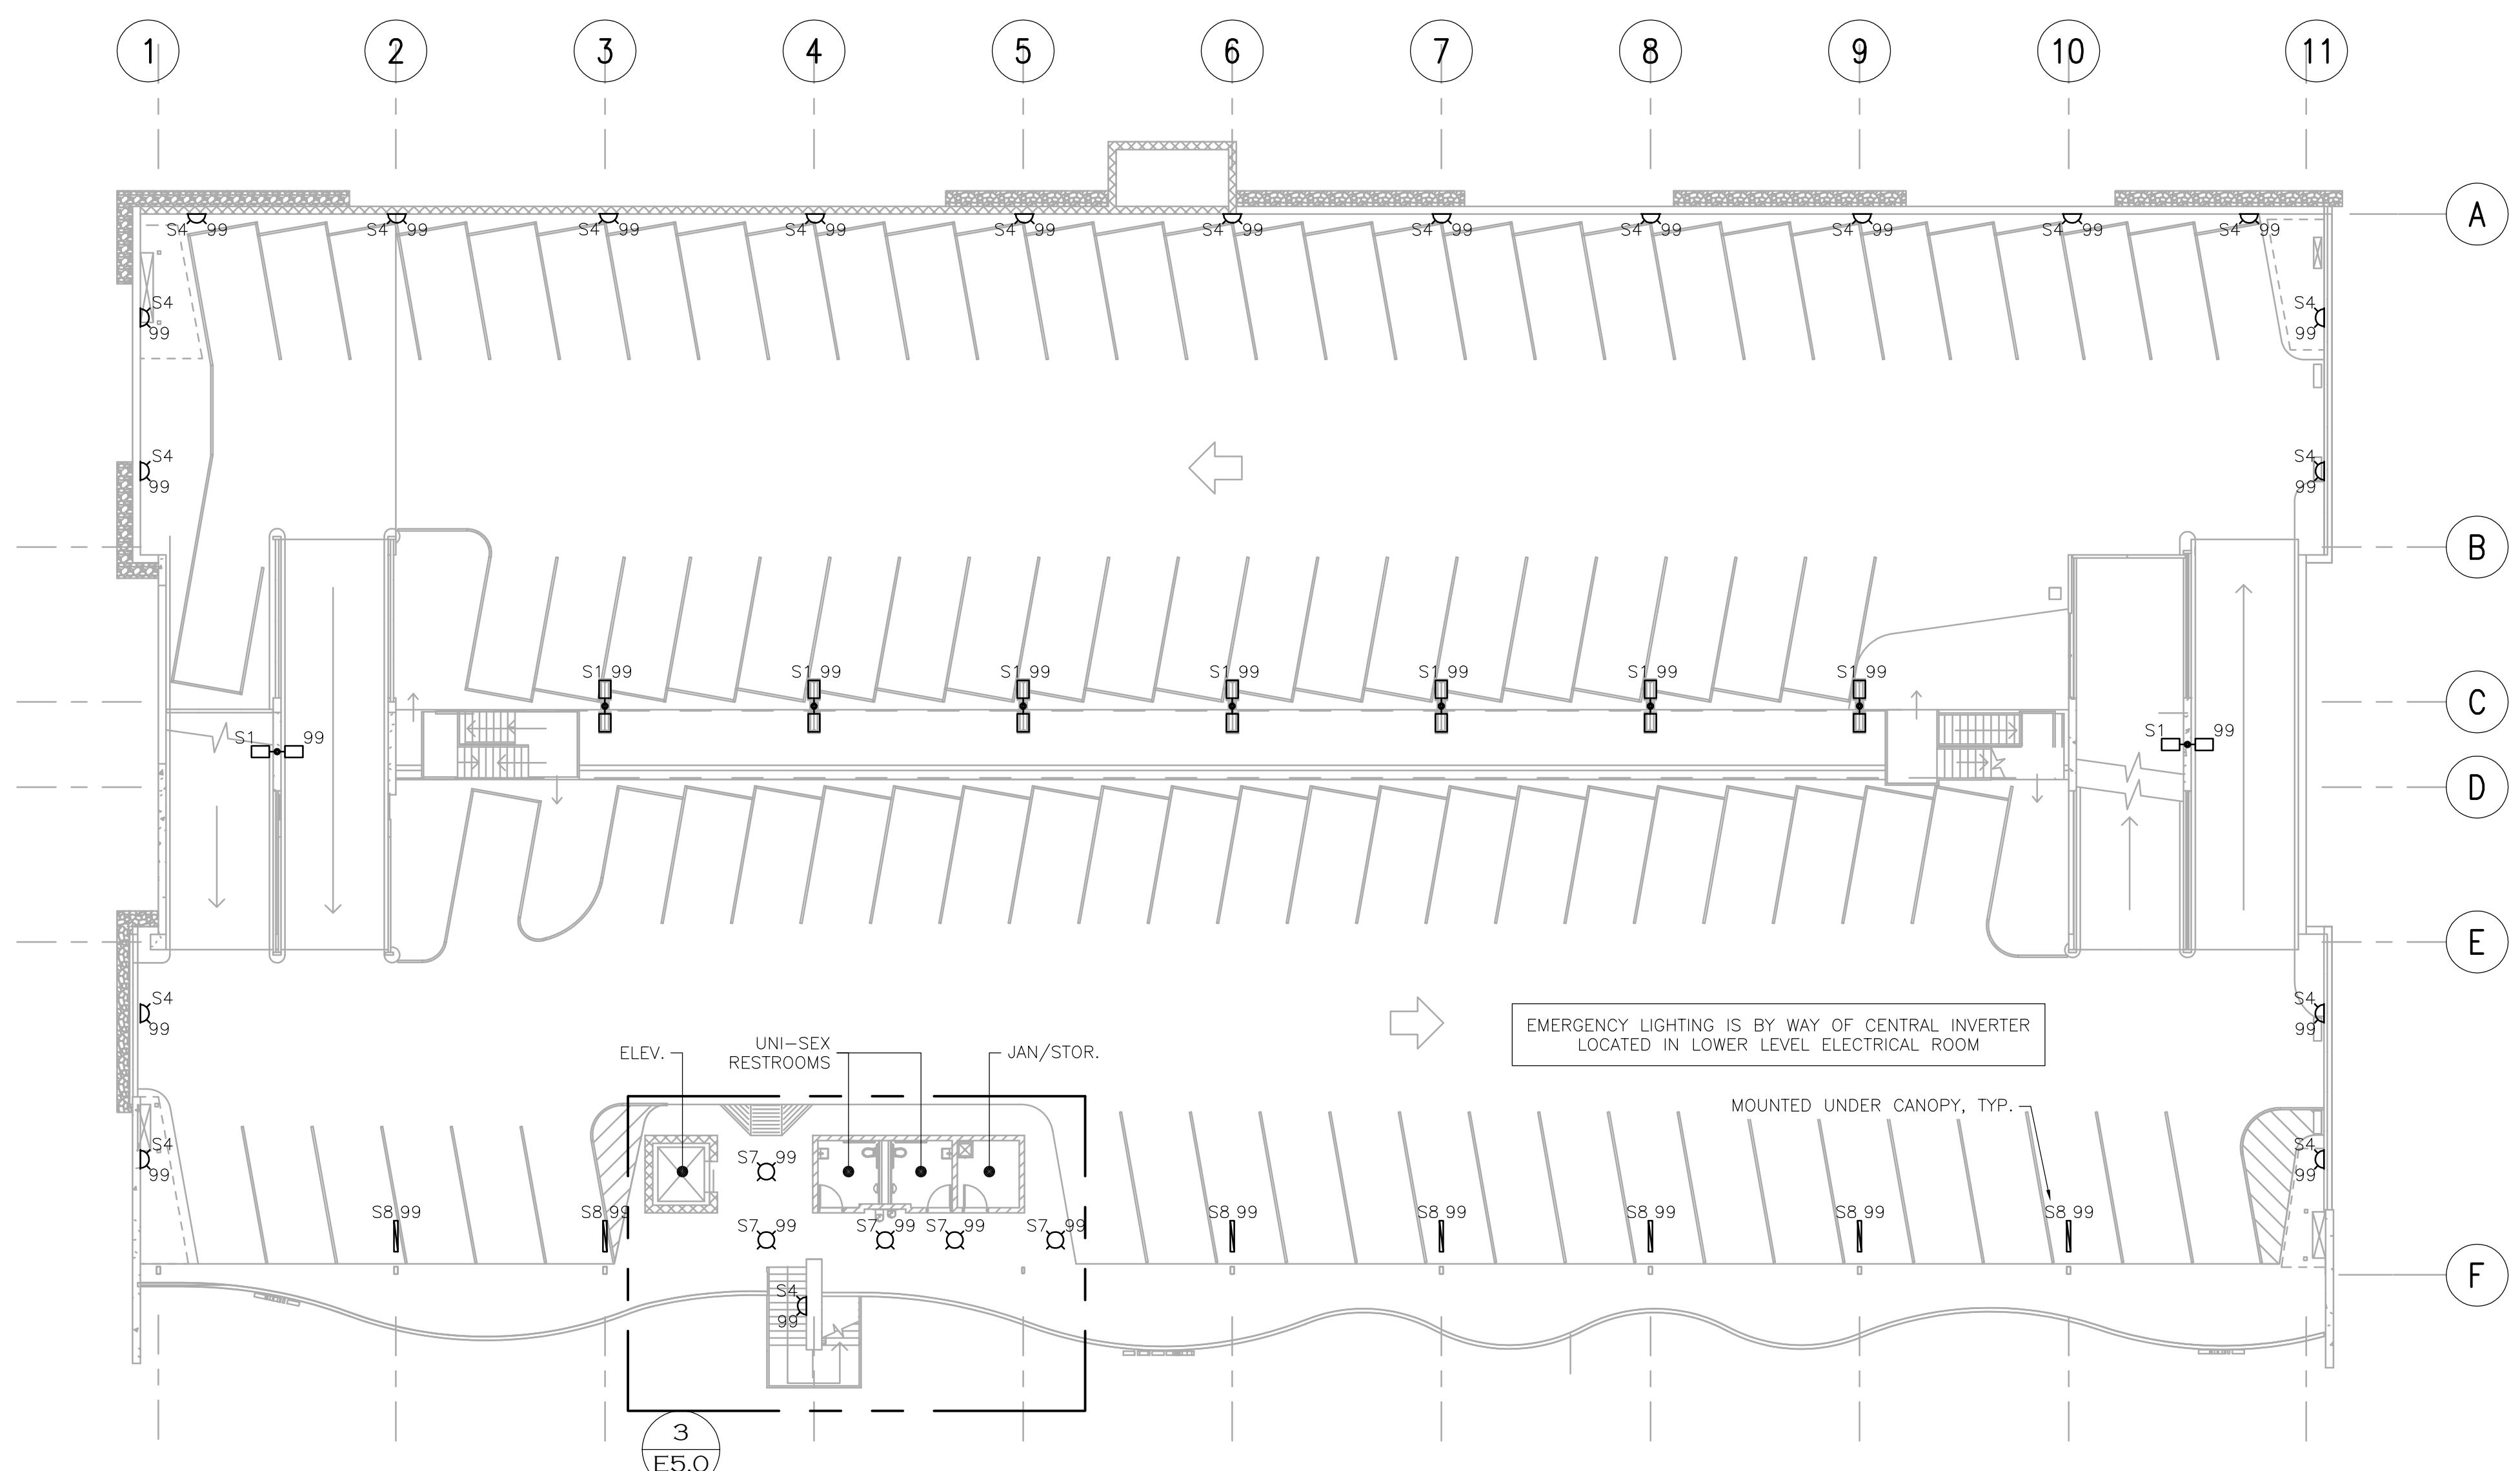 1 2 3 4 5 6 7 8 9 10 11
A
S4 99 S4 99 S4 99 S4 99 S4 99 S4 99 S4 99 S4 99 S4 99 S4 99 S4 99
S4
99
S4
99
S4
99
S4
99
B
S1 99 S1 99 S1 99 S1 99 S1 99 S1 99 S1 99
C
S1 99
S1 99
D
E
S4
99
S4
99
EMERGENCY LIGHTING IS BY WAY OF CENTRAL INVERTER
LOCATED IN LOWER LEVEL ELECTRICAL ROOM
ELEV.
UNI-SEX
RESTROOMS
JAN/STOR.
MOUNTED UNDER CANOPY, TYP.
S4
99
S4
99
S7 99
S8 99 S8 99 S7 99 S7 99 S7 99 S7 99 S8 99 S8 99 S8 99 S8 99 S8 99
F
S4
99
3
E5.0